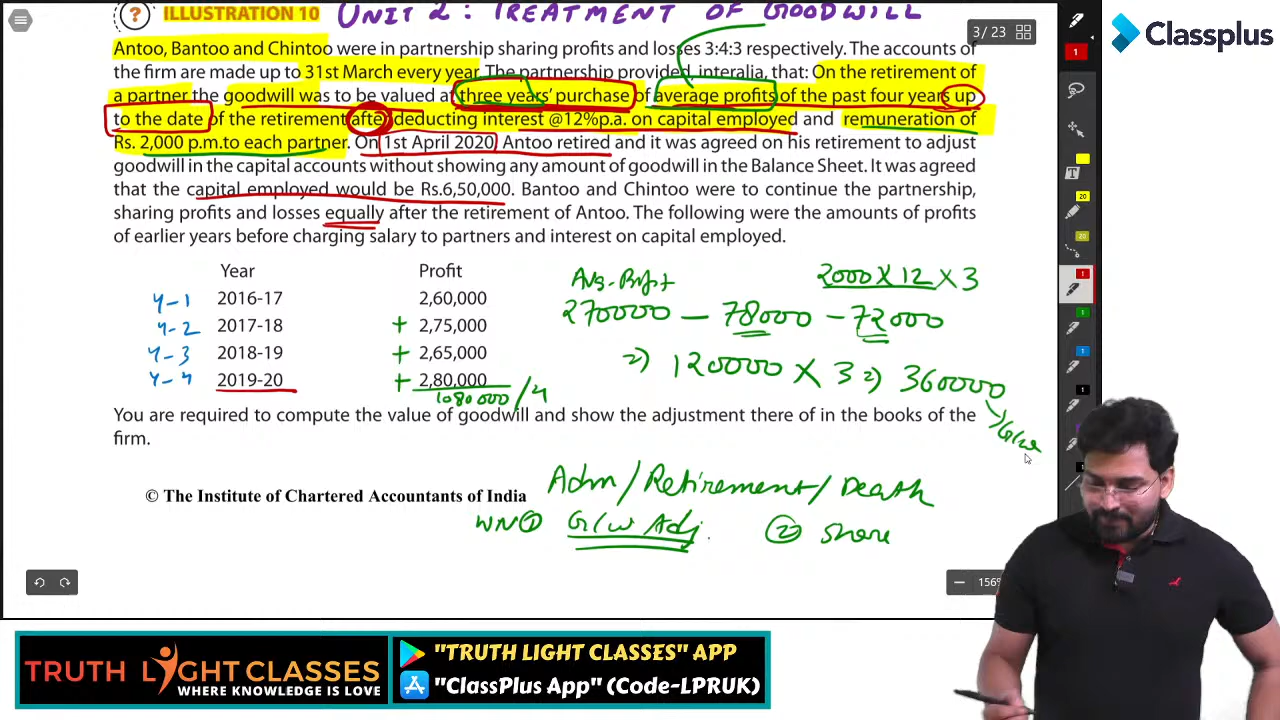 ILLUSTRATION 10
UNIT 2 : TREATMENT OF GOODWILL
3 / 23
Classplus
Antoo, Bantoo and Chintoo were in partnership sharing profits and losses 3:4:3 respectively. The accounts of
the firm are made up to 31st March every year. The partnership provided, interalia, that: On the retirement of
a partner the goodwill was to be valued at three years' purchase of average profits of the past four years up
to the date of the retirement after deducting interest @12%p.a. on capital employed and remuneration of
Rs. 2,000 p.m.to each partner. On 1st April 2020, Antoo retired and it was agreed on his retirement to adjust
goodwill in the capital accounts without showing any amount of goodwill in the Balance Sheet. It was agreed
that the capital employed would be Rs.6,50,000. Bantoo and Chintoo were to continue the partnership,
sharing profits and losses equally after the retirement of Antoo. The following were the amounts of profits
of earlier years before charging salary to partners and interest on capital employed.
Year Profit
Y-1 2016-17 2,60,000
Y-2 2017-18 + 2,75,000
Y-3 2018-19 + 2,65,000
Y-4 2019-20 + 2,80,000
1080000/4
Avg. Profit 2000 X 12 X 3
270000 - 78000 - 72000
=) 120000 X 3 =) 360000
G/w
You are required to compute the value of goodwill and show the adjustment there of in the books of the
firm.
© The Institute of Chartered Accountants of India
Adm/Retirement/Death
WN① G/w Adj. ② Share
156%
TRUTH LIGHT CLASSES
WHERE KNOWLEDGE IS LOVE
"TRUTH LIGHT CLASSES" APP
"ClassPlus App" (Code-LPRUK)